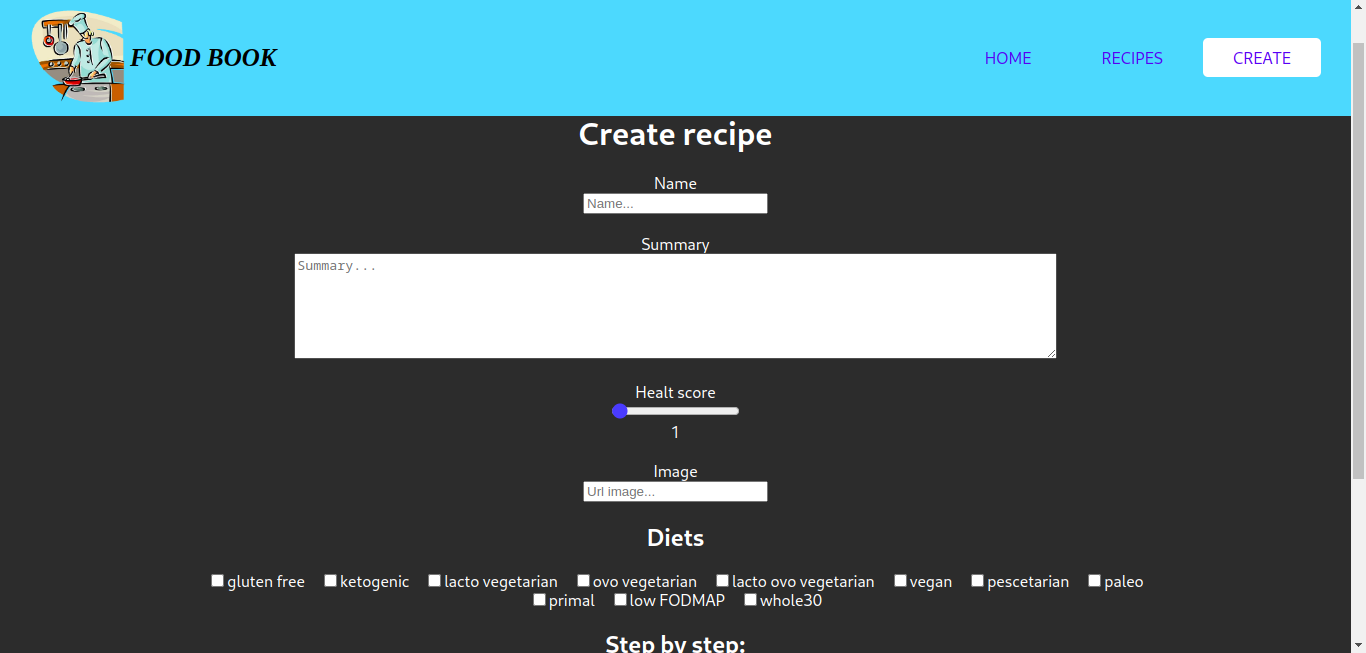 FOOD BOOK
HOME RECIPES CREATE
Create recipe
Name
Name...
Summary
Summary...
Healt score
1
Image
Url image...
Diets
gluten free ketogenic lacto vegetarian ovo vegetarian lacto ovo vegetarian vegan pescetarian paleo
primal low FODMAP whole30
Step by step: